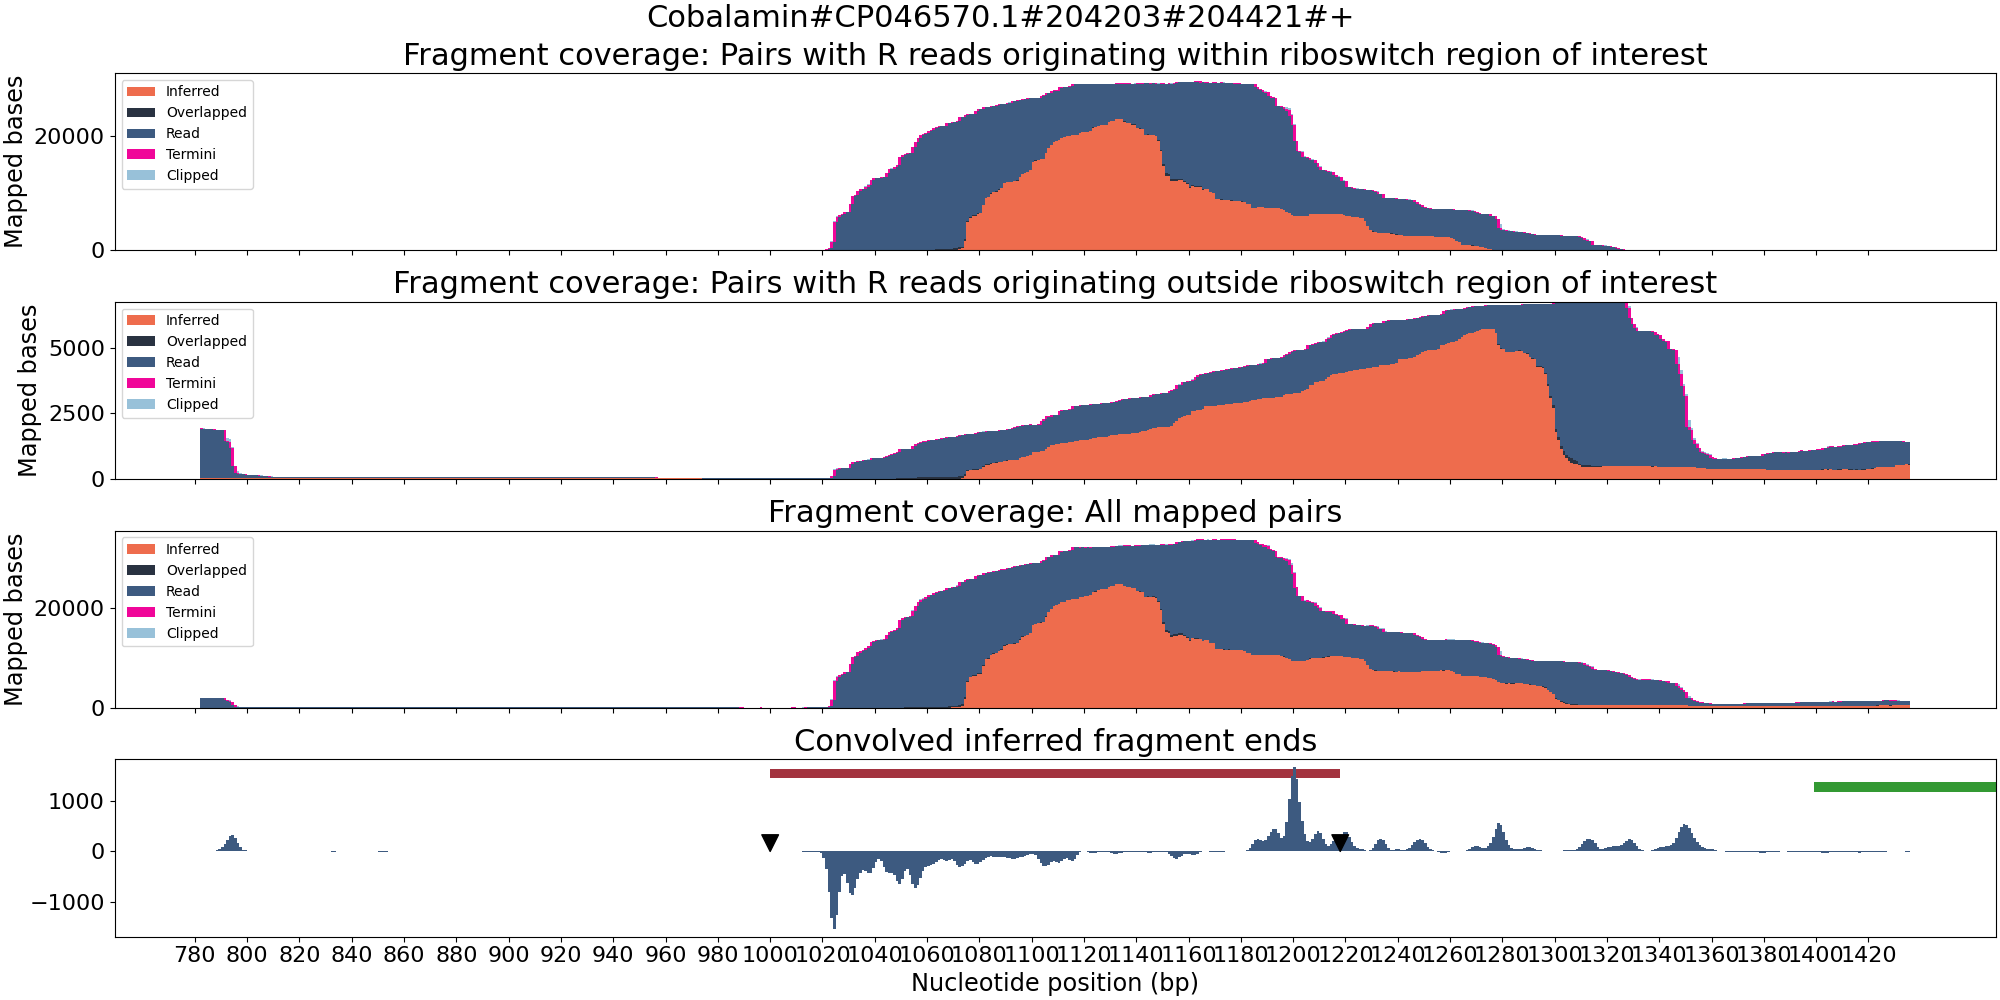 Cobalamin#CP046570.1#204203#204421#+
Fragment coverage: Pairs with R reads originating within riboswitch region of interest
Mapped bases
20000
0
Inferred
Overlapped
Read
Termini
Clipped
Fragment coverage: Pairs with R reads originating outside riboswitch region of interest
Mapped bases
5000
2500
0
Inferred
Overlapped
Read
Termini
Clipped
Fragment coverage: All mapped pairs
Mapped bases
20000
0
Inferred
Overlapped
Read
Termini
Clipped
Convolved inferred fragment ends
1000
0
−1000
780 800 820 840 860 880 900 920 940 960 980 1000 1020 1040 1060 1080 1100 1120 1140 1160 1180 1200 1220 1240 1260 1280 1300 1320 1340 1360 1380 1400 1420
Nucleotide position (bp)